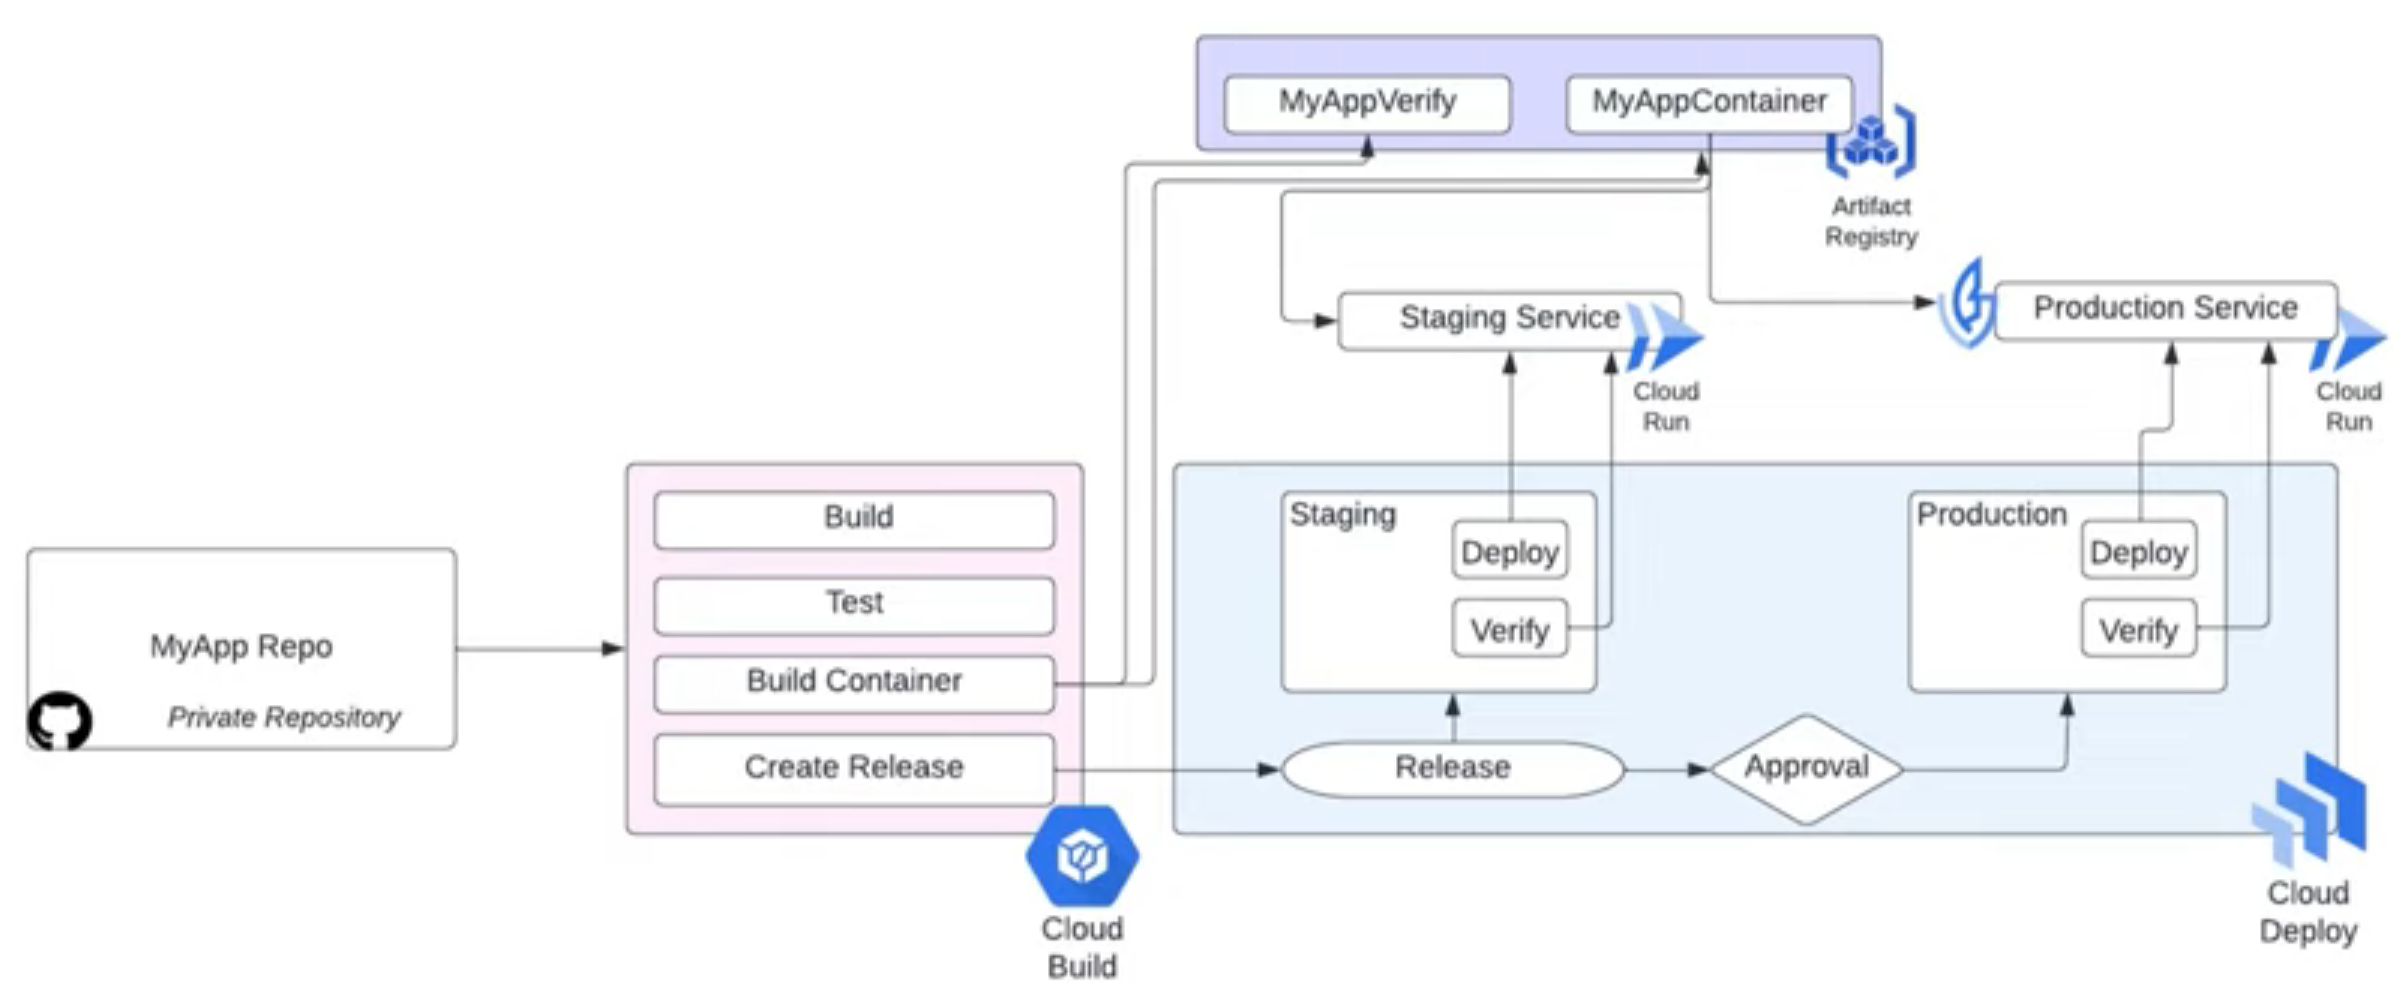 MyAppVerify
MyAppContainer
Artifact
Registry
Staging Service
Cloud
Run
Production Service
Cloud
Run
MyApp Repo
Private Repository
Build
Test
Build Container
Create Release
Cloud
Build
Staging
Deploy
Verify
Production
Deploy
Verify
Release
Approval
Cloud
Deploy